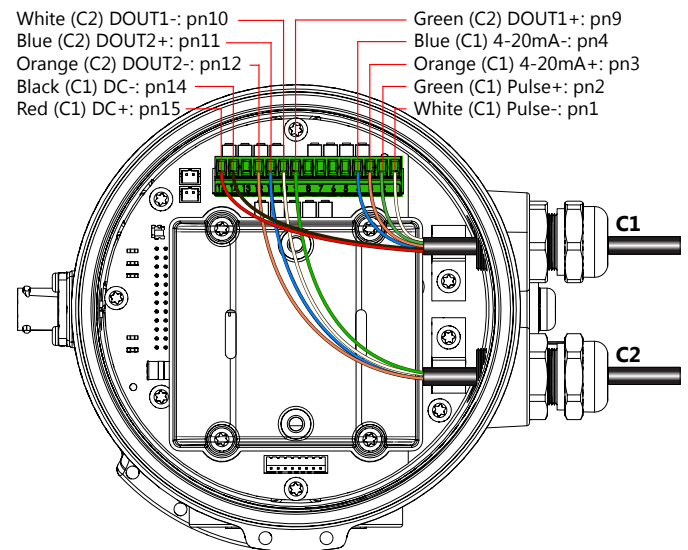 White (C2) DOUT1-: pn10
Blue (C2) DOUT2+: pn11
Orange (C2) DOUT2-: pn12
Black (C1) DC-: pn14
Red (C1) DC+: pn15
Green (C2) DOUT1+: pn9
Blue (C1) 4-20mA-: pn4
Orange (C1) 4-20mA+: pn3
Green (C1) Pulse+: pn2
White (C1) Pulse-: pn1
C1
C2